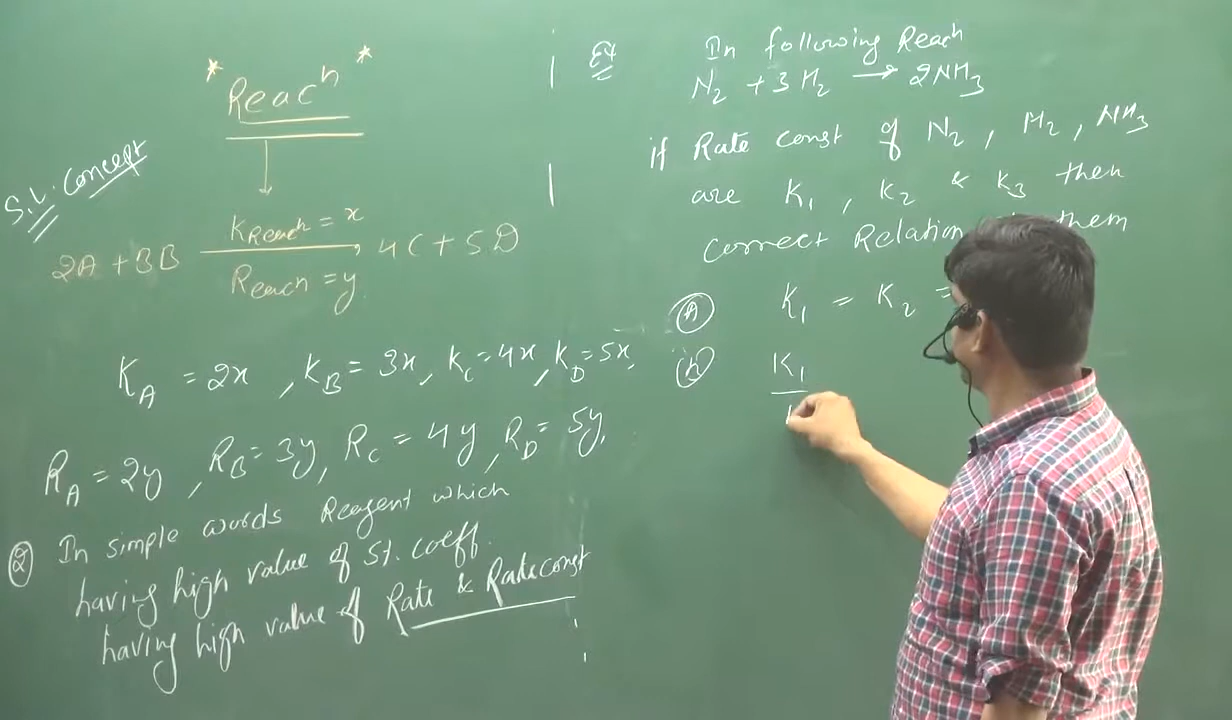 * Reacⁿ *
S.L. Concept
K Reacn = x
2A + 3B ⟶ 4C + 5D
Reacn = y
K_A = 2x , K_B = 3x, K_C = 4x, K_D = 5x,
R_A = 2y , R_B = 3y, R_C = 4y, R_D = 5y,
② In simple words Reagent which
having high value of St. coeff.
having high value of Rate & Rate const
Ex In following Reacⁿ
N₂ + 3H₂ ⟶ 2NH₃
if Rate const of N₂ , H₂ , NH₃
are K₁ , K₂ & K₃ then
correct Relation them
Ⓐ K₁ = K₂ =
K₁